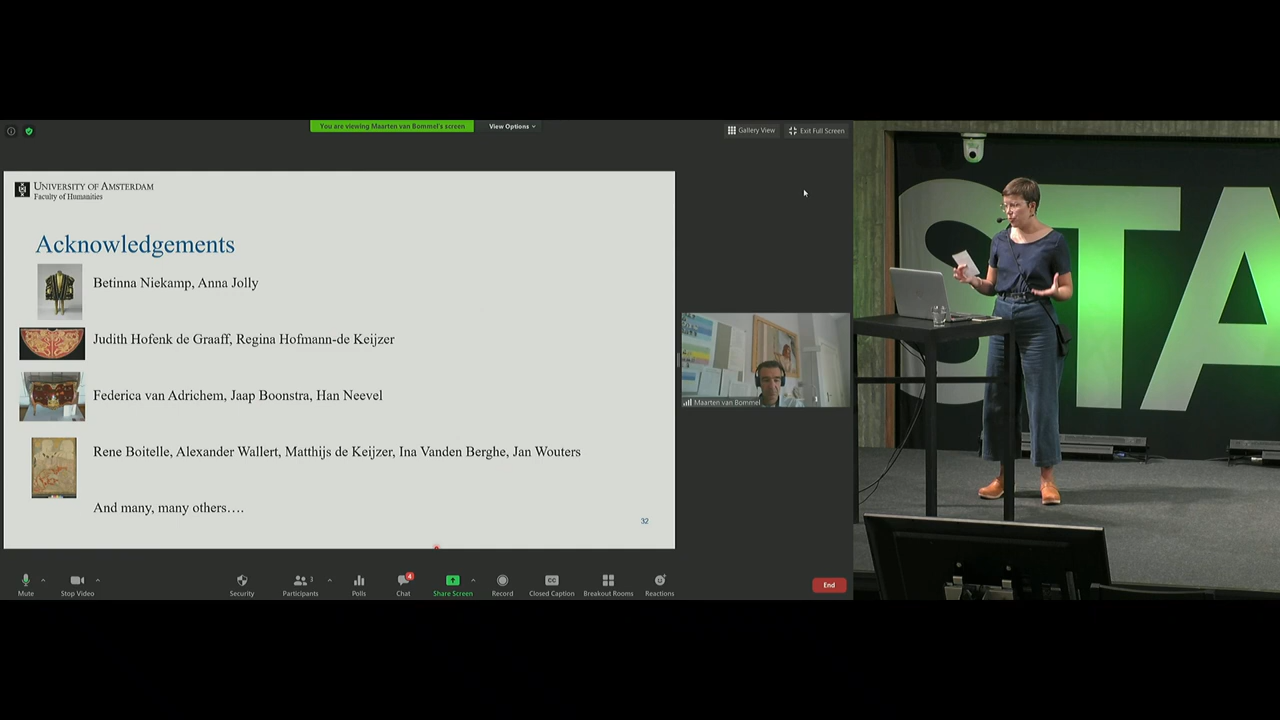 You are viewing Maarten van Bommel's screen
View Options
Gallery View
Exit Full Screen
UNIVERSITY OF AMSTERDAM
Faculty of Humanities
Acknowledgements
Betinna Niekamp, Anna Jolly
Judith Hofenk de Graaff, Regina Hofmann-de Keijzer
Federica van Adrichem, Jaap Boonstra, Han Neevel
Rene Boitelle, Alexander Wallert, Matthijs de Keijzer, Ina Vanden Berghe, Jan Wouters
And many, many others….
32
Maarten van Bommel
STA
Mute
Stop Video
Security
Participants
3
Polls
Chat
4
Share Screen
Record
CC
Closed Caption
Breakout Rooms
Reactions
End